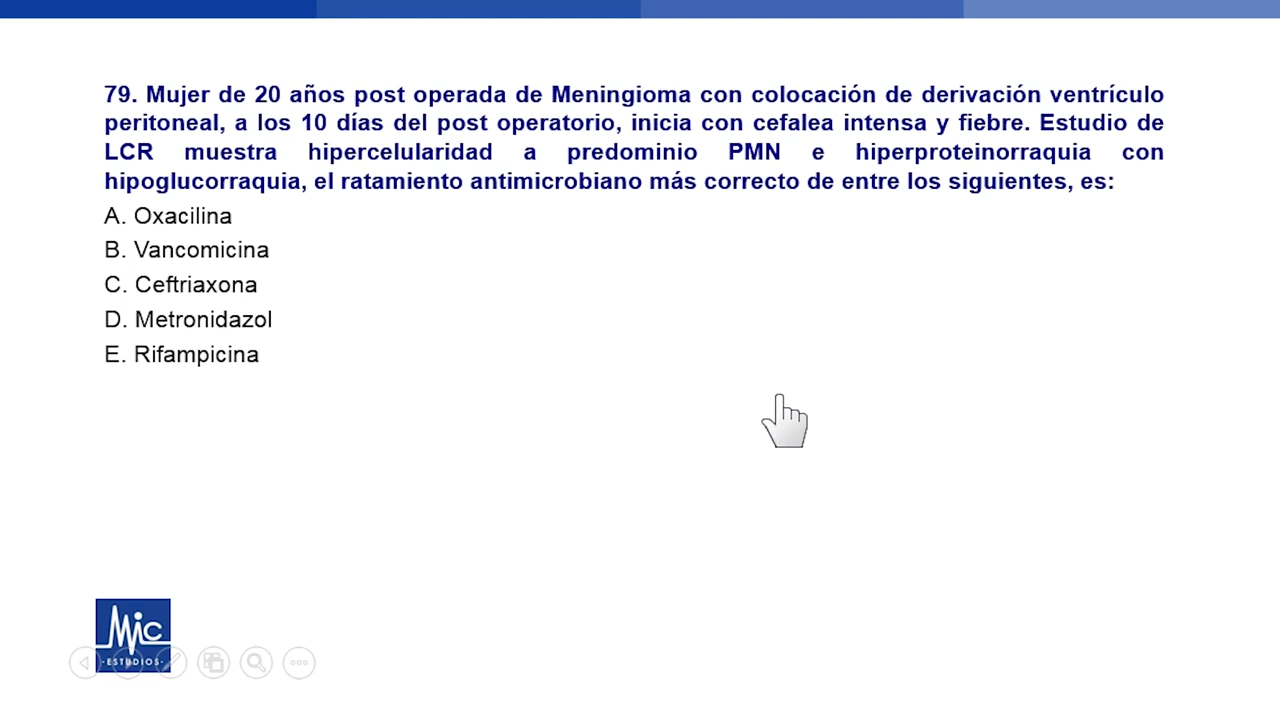 79. Mujer de 20 años post operada de Meningioma con colocación de derivación ventrículo
peritoneal, a los 10 días del post operatorio, inicia con cefalea intensa y fiebre. Estudio de
LCR muestra hipercelularidad a predominio PMN e hiperproteinorraquia con
hipoglucorraquia, el ratamiento antimicrobiano más correcto de entre los siguientes, es:
A. Oxacilina
B. Vancomicina
C. Ceftriaxona
D. Metronidazol
E. Rifampicina
Mic
-ESTUDIOS-